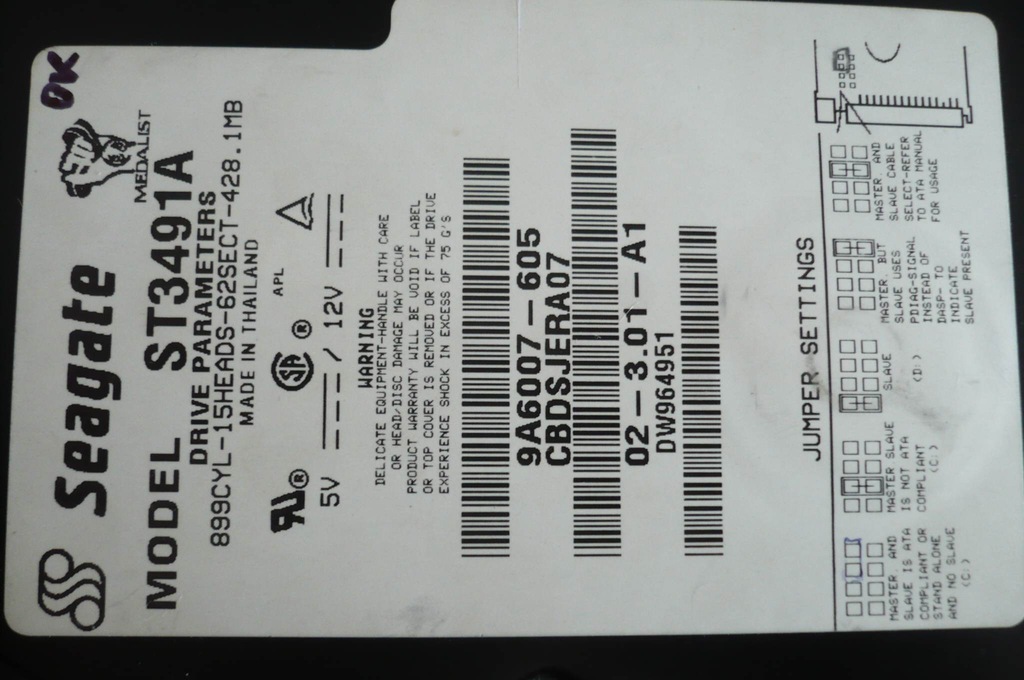 OK
Seagate
MEDALIST
MODEL ST3491A
DRIVE PARAMETERS
899CYL-15HEADS-62SECT-428.1MB
MADE IN THAILAND
APL
5V / 12V
WARNING
DELICATE EQUIPMENT-HANDLE WITH CARE
OR HEAD/DISC DAMAGE MAY OCCUR
PRODUCT WARRANTY WILL BE VOID IF LABEL
OR TOP COVER IS REMOVED OR IF THE DRIVE
EXPERIENCE SHOCK IN EXCESS OF 75 G'S
9A6007-605
CBDSJERA07
02-3.01-A1
DW964951
JUMPER SETTINGS
MASTER, AND
SLAVE IS ATA
COMPLIANT OR
STAND ALONE
AND NO SLAVE
(C:)
MASTER SLAVE
IS NOT ATA
COMPLIANT
(C:)
SLAVE
(D:)
MASTER, BUT
SLAVE USES
PDIAG-SIGNAL
INSTEAD OF
DASP- TO
INDICATE
SLAVE PRESENT
MASTER, AND
SLAVE CABLE
SELECT-REFER
TO ATA MANUAL
FOR USAGE